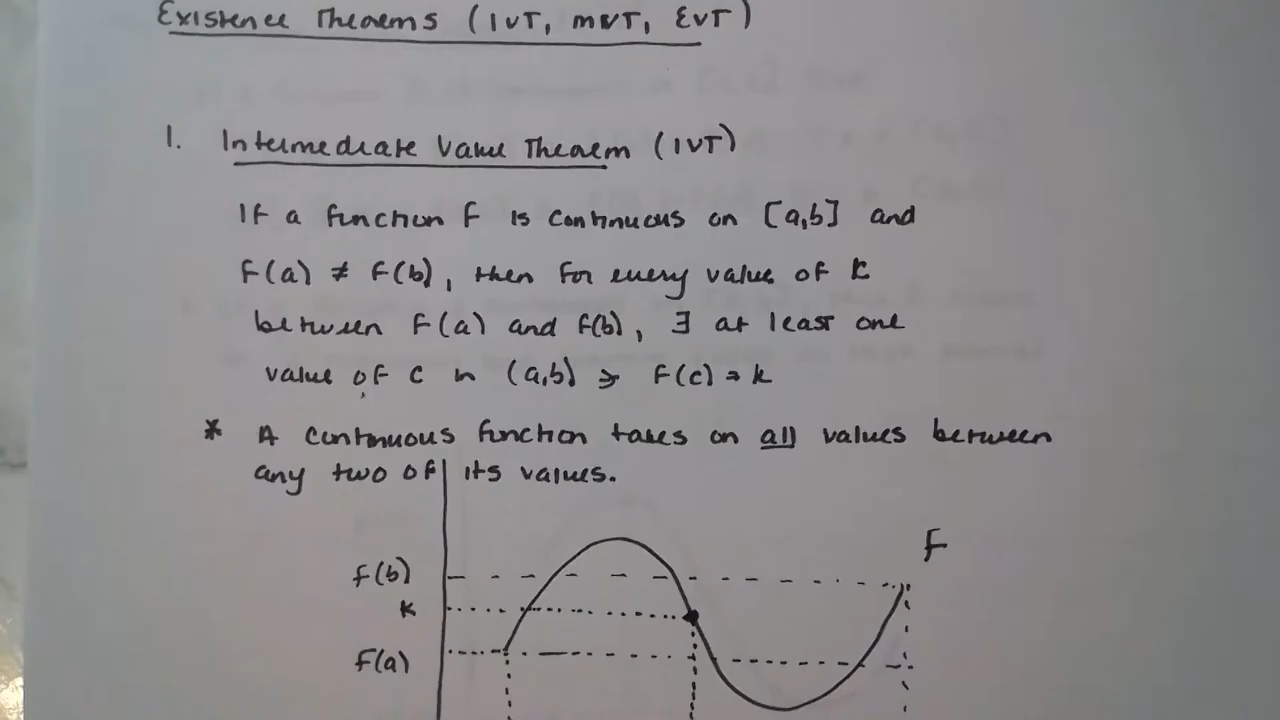 Existence Theorems (IVT, MVT, EVT)
1. Intermediate Value Theorem (IVT)
If a function f is continuous on [a,b] and
f(a) ≠ f(b), then for every value of k
between f(a) and f(b), ∃ at least one
value of c in (a,b) ∋ f(c) = k
* A continuous function takes on all values between
any two of its values.
f
f(b)
k
f(a)